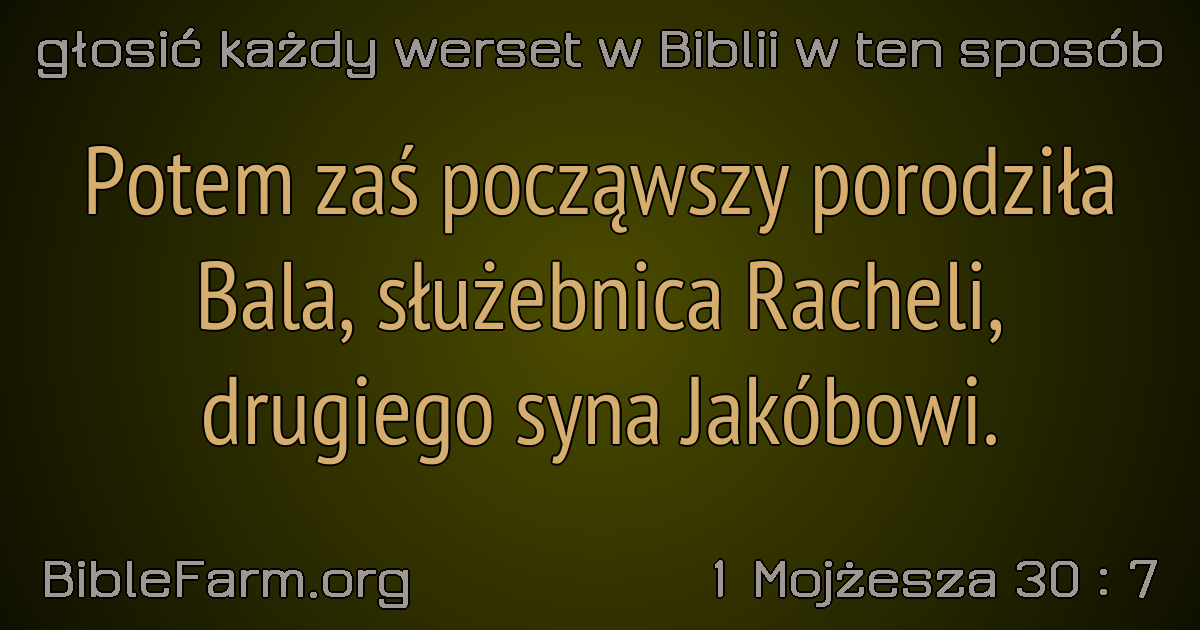 głosić każdy werset w Biblii w ten sposób
Potem zaś począwszy porodziła
Bala, służebnica Racheli,
drugiego syna Jakóbowi.
BibleFarm.org
1 Mojżesza 30 : 7